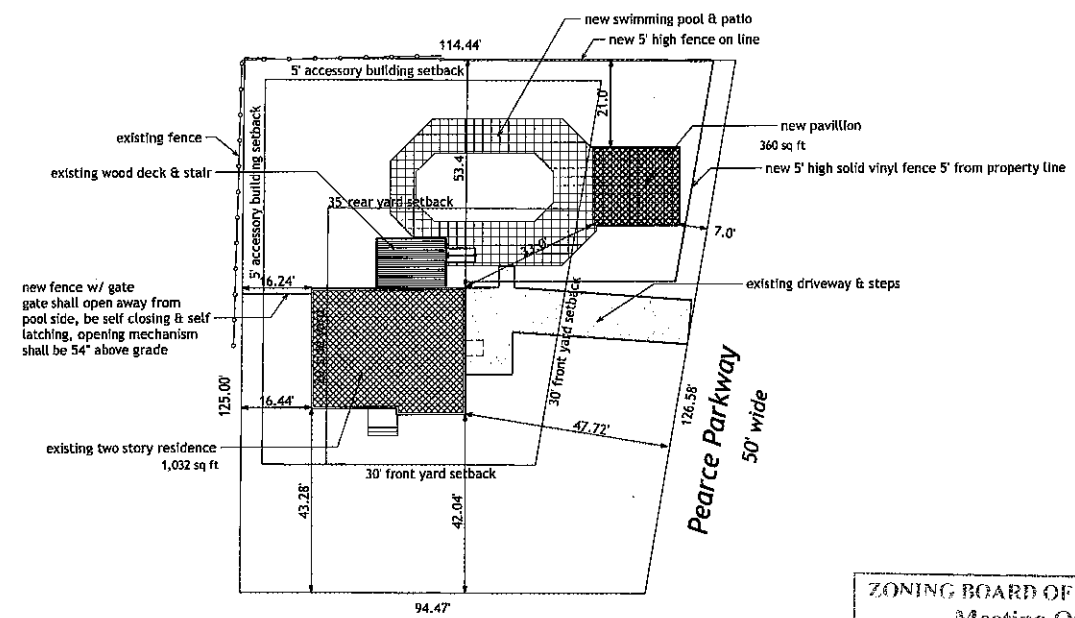 new swimming pool & patio
new 5' high fence on line
114.44'
5' accessory building setback
21.0'
existing fence
new pavillion
360 sq ft
5' accessory building setback
existing wood deck & stair
53.4
new 5' high solid vinyl fence 5' from property line
35' rear yard setback
7.0'
33.0'
16.24'
new fence w/ gate
gate shall open away from
pool side, be self closing & self
latching, opening mechanism
shall be 54" above grade
existing driveway & steps
30' front yard setback
125.00'
16.44'
126.58'
Pearce Parkway
50' wide
47.72'
existing two story residence
1,032 sq ft
30' front yard setback
43.28'
42.04'
94.47'
ZONING BOARD OF
Meeting